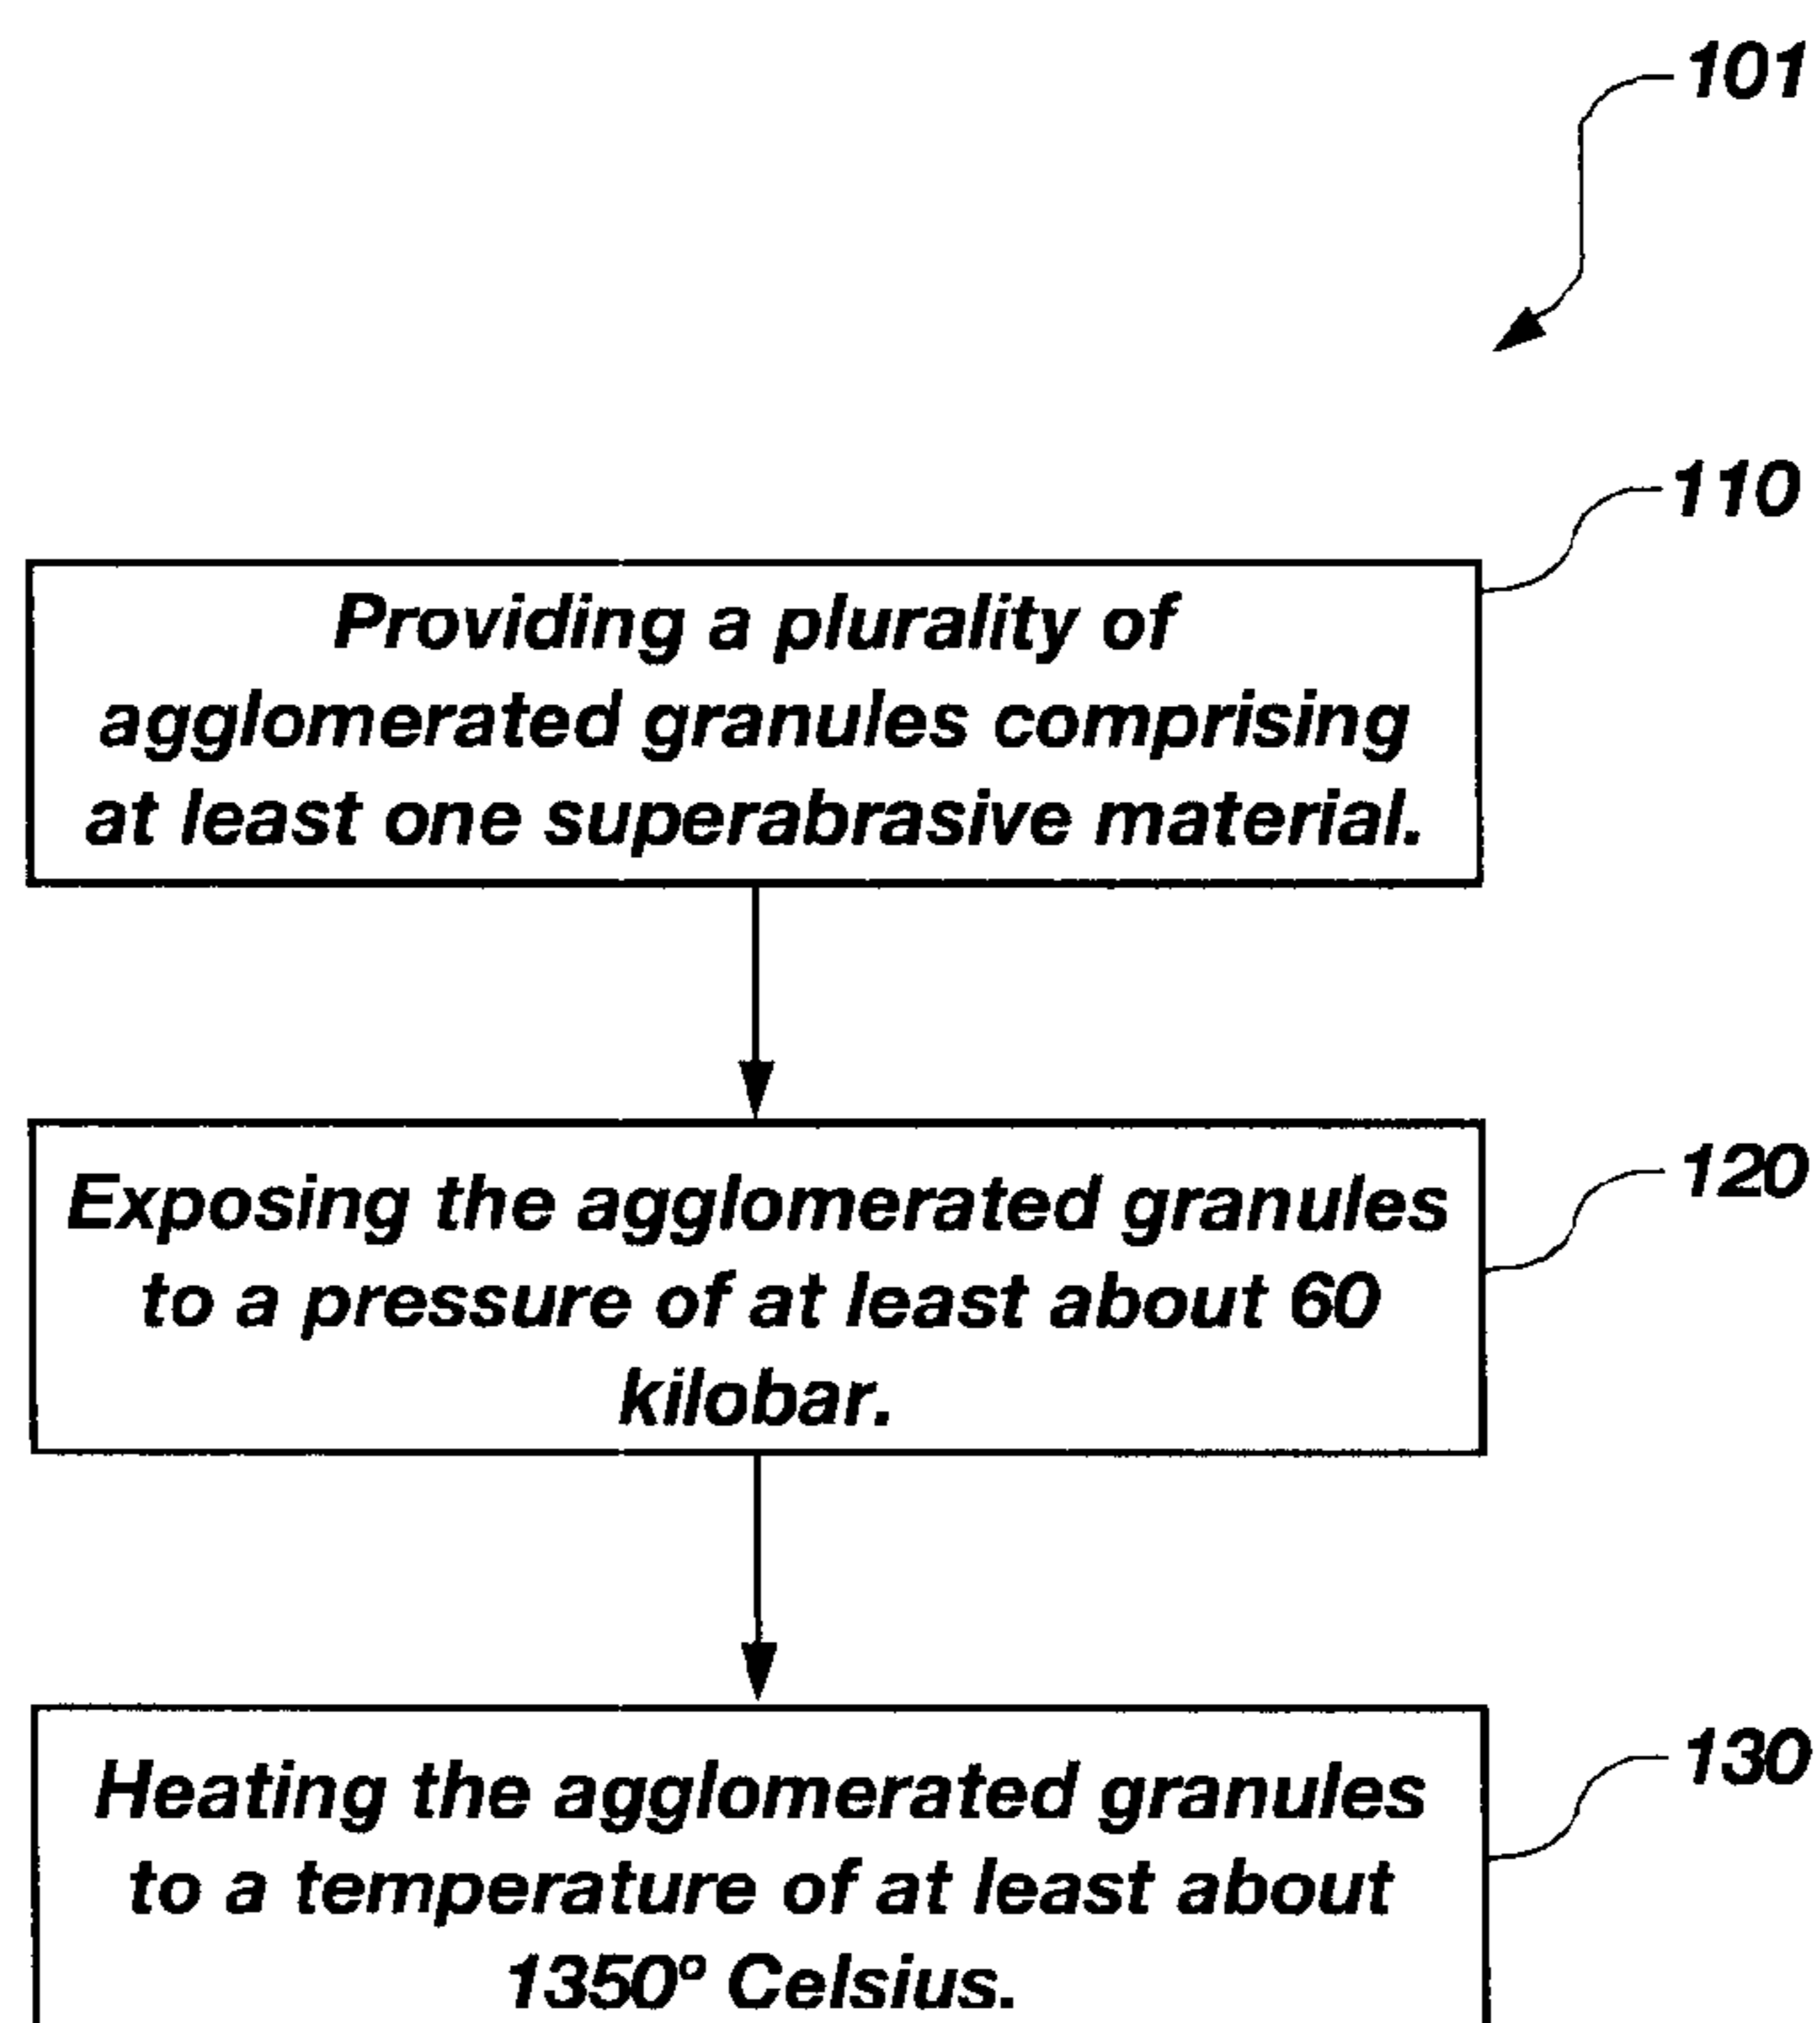 101
110
Providing a plurality of
agglomerated granules comprising
at least one superabrasive material.
120
Exposing the agglomerated granules
to a pressure of at least about 60
kilobar.
130
Heating the agglomerated granules
to a temperature of at least about
1350º Celsius.